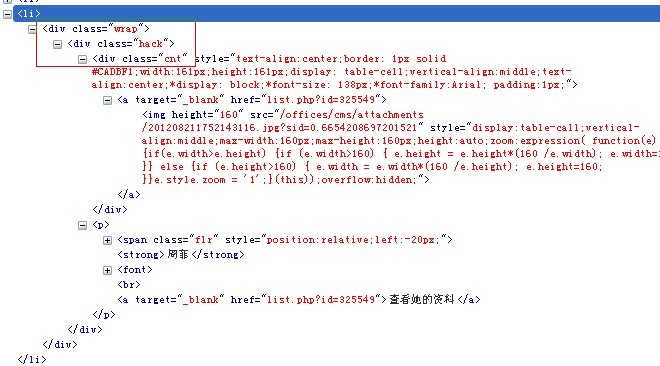 <li>
<div class="wrap">
<div class="hack">
<div class="cnt" style="text-align:center;border: 1px solid
#CADBF1;width:161px;height:161px;display: table-cell;vertical-align:middle;text-
align:center;*display: block;*font-size: 138px;*font-family:Arial; padding:1px;">
<a target="_blank" href="list.php?id=325549">
<img height="160" src="/offices/cms/attachments
/201208211752143116.jpg?sid=0.6654208697201521" style="display:table-call;vertical-
align:middle;max-width:160px;max-height:160px;height:auto;zoom:expression( function(e)
{if(e.width>e.height) {if (e.width>160) { e.height = e.height*(160 /e.width); e.width=1
}} else {if (e.height>160) { e.width = e.width*(160 /e.height); e.height=160;
}}e.style.zoom = '1';}(this));overflow:hidden;">
</a>
</div>
<p>
<span class="flr" style="position:relative;left:-20px;">
<strong>周菲</strong>
<font>
<br>
<a target="_blank" href="list.php?id=325549">查看她的资料</a>
</p>
</div>
</div>
</li>